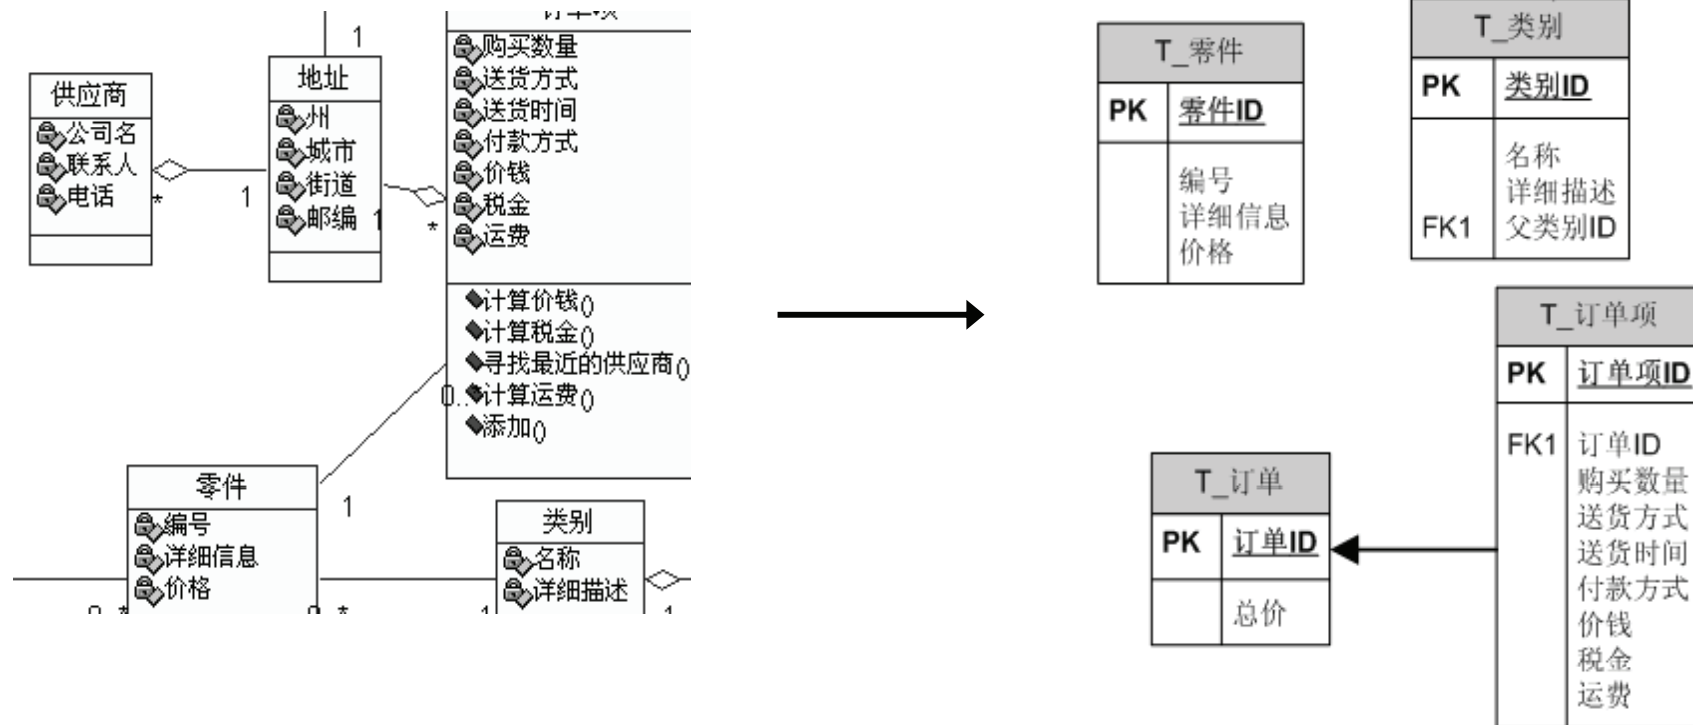 1
供应商
公司名
联系人
电话
*
1
地址
州
城市
街道
邮编
1
*
订单项
购买数量
送货方式
送货时间
付款方式
价钱
税金
运费
计算价钱()
计算税金()
寻找最近的供应商()
计算运费()
添加()
1
零件
编号
详细信息
价格
0..*
类别
名称
详细描述
1
1
T_零件
PK 零件ID
编号
详细信息
价格
T_类别
PK 类别ID
名称
详细描述
FK1 父类别ID
T_订单
PK 订单ID
总价
T_订单项
PK 订单项ID
FK1 订单ID
购买数量
送货方式
送货时间
付款方式
价钱
税金
运费